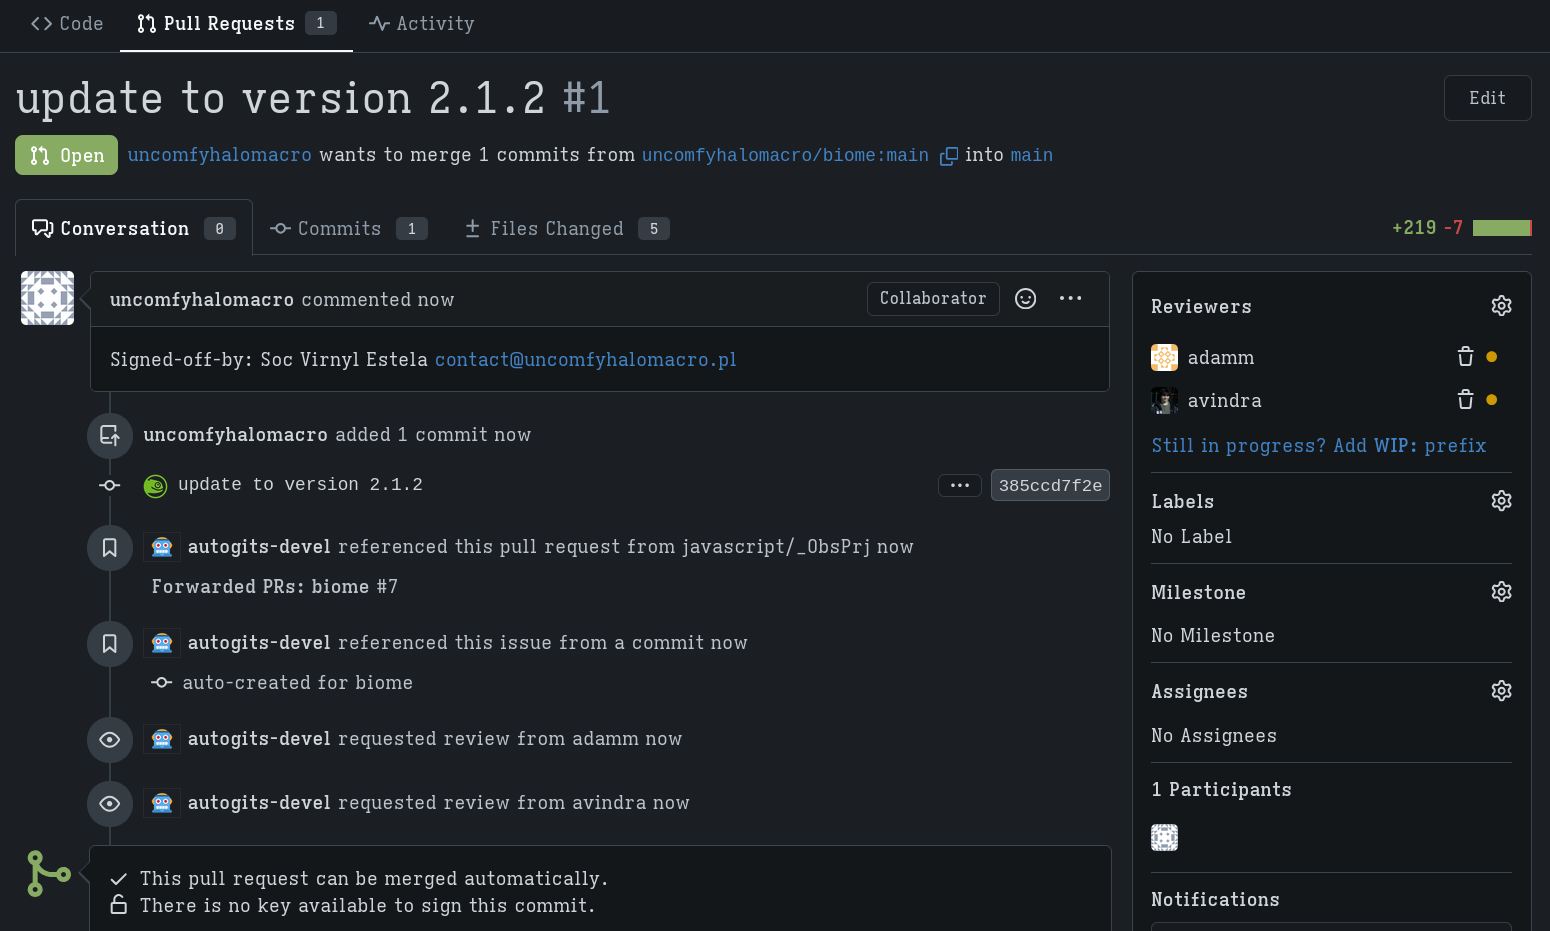 Code Pull Requests 1 Activity
update to version 2.1.2 #1
Edit
Open uncomfyhalomacro wants to merge 1 commits from uncomfyhalomacro/biome:main into main
Conversation 0 Commits 1 Files Changed 5
+219 -7
uncomfyhalomacro commented now
Collaborator
Signed-off-by: Soc Virnyl Estela contact@uncomfyhalomacro.pl
uncomfyhalomacro added 1 commit now
update to version 2.1.2
... 385ccd7f2e
autogits-devel referenced this pull request from javascript/_ObsPrj now
Forwarded PRs: biome #7
autogits-devel referenced this issue from a commit now
auto-created for biome
autogits-devel requested review from adamm now
autogits-devel requested review from avindra now
This pull request can be merged automatically.
There is no key available to sign this commit.
Reviewers
adamm
avindra
Still in progress? Add WIP: prefix
Labels
No Label
Milestone
No Milestone
Assignees
No Assignees
1 Participants
Notifications